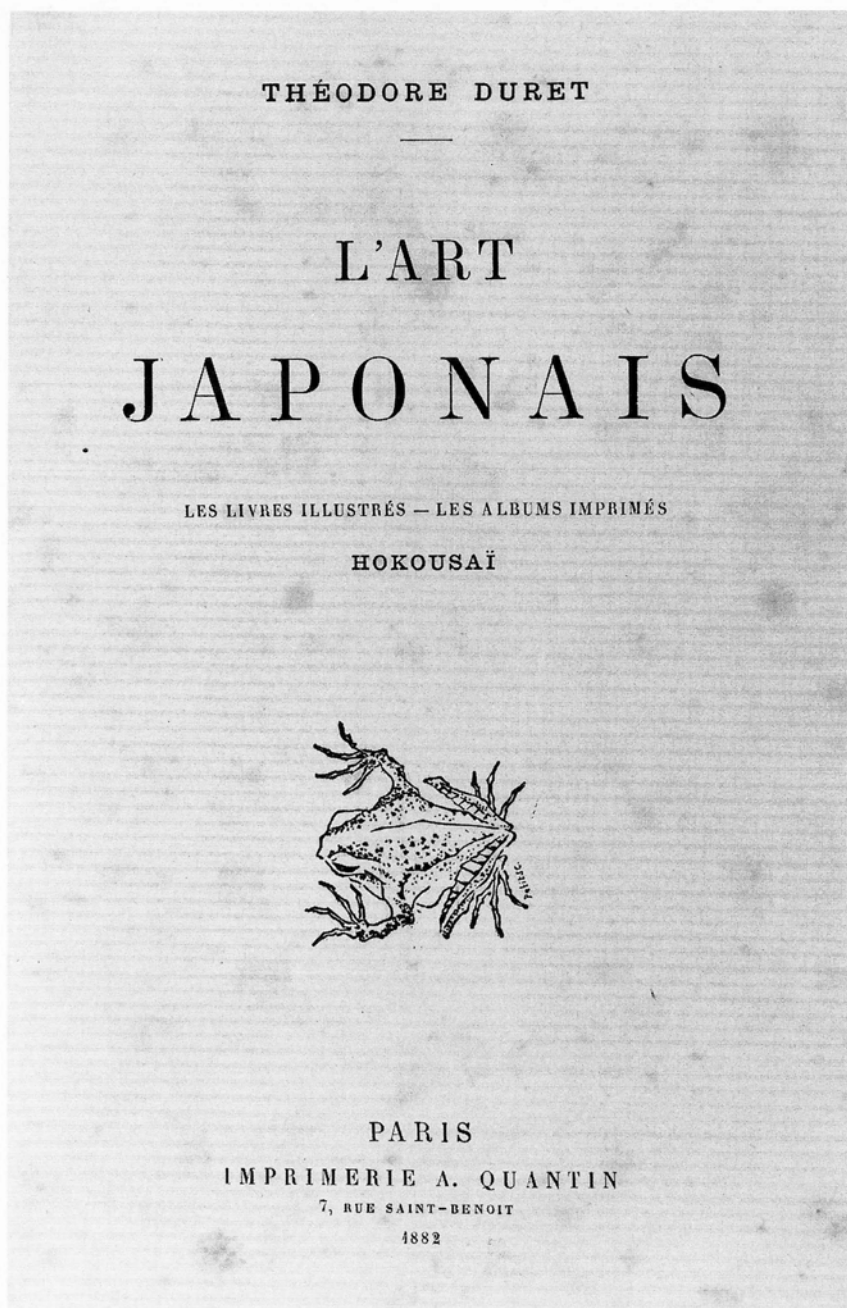 THÉODORE DURET
L'ART
JAPONAIS
LES LIVRES ILLUSTRÉS — LES ALBUMS IMPRIMÉS
HOKOUSAÏ
PARIS
IMPRIMERIE A. QUANTIN
7, RUE SAINT-BENOIT
1882